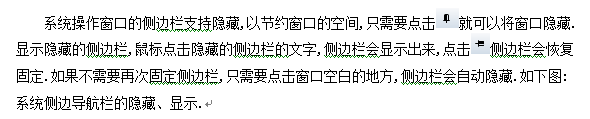 系统操作窗口的侧边栏支持隐藏,以节约窗口的空间,只需要点击就可以将窗口隐藏.
显示隐藏的侧边栏,鼠标点击隐藏的侧边栏的文字,侧边栏会显示出来,点击侧边栏会恢复
固定.如果不需要再次固定侧边栏,只需要点击窗口空白的地方,侧边栏会自动隐藏.如下图:
系统侧边导航栏的隐藏、显示.